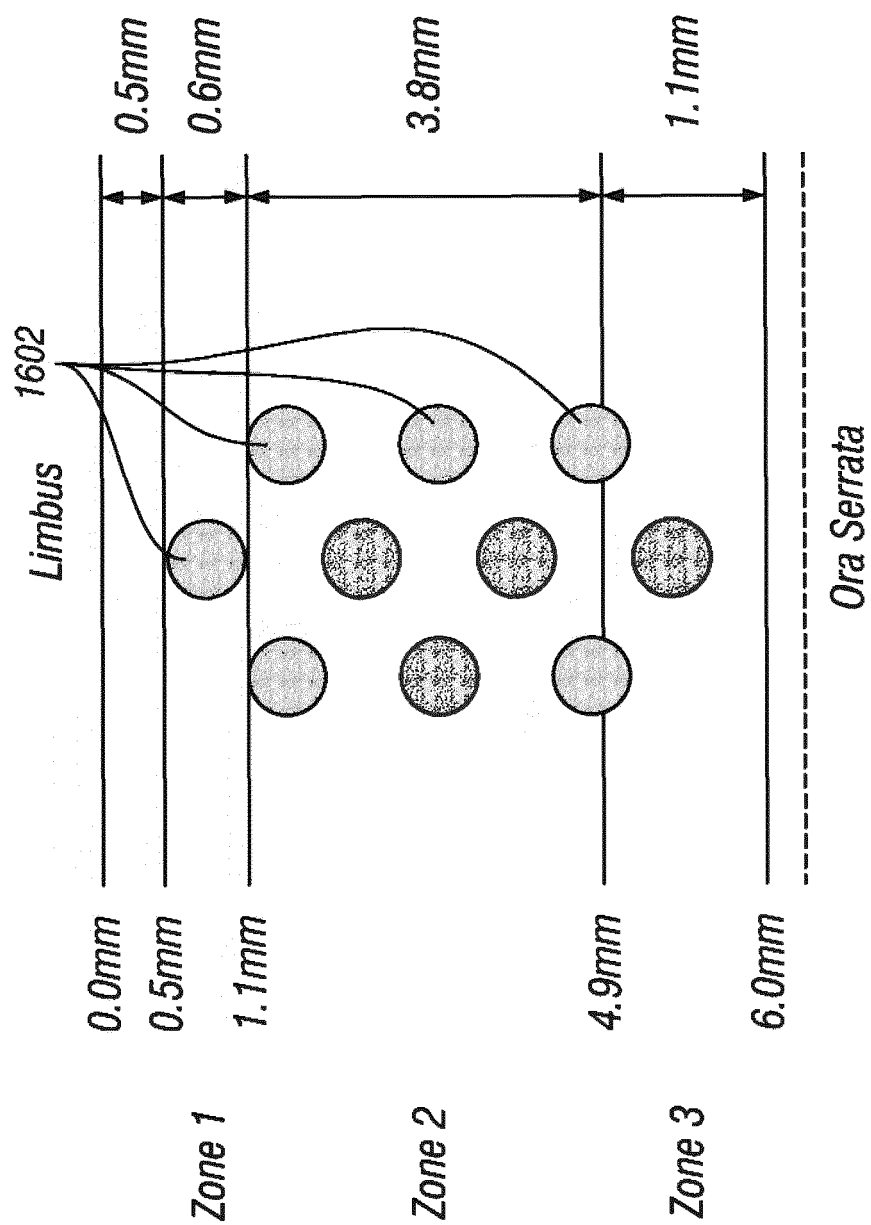 Limbus
1602
0.0mm
0.5mm
0.5mm
Zone 1
0.6mm
1.1mm
Zone 2
3.8mm
4.9mm
Zone 3
1.1mm
6.0mm
Ora Serrata